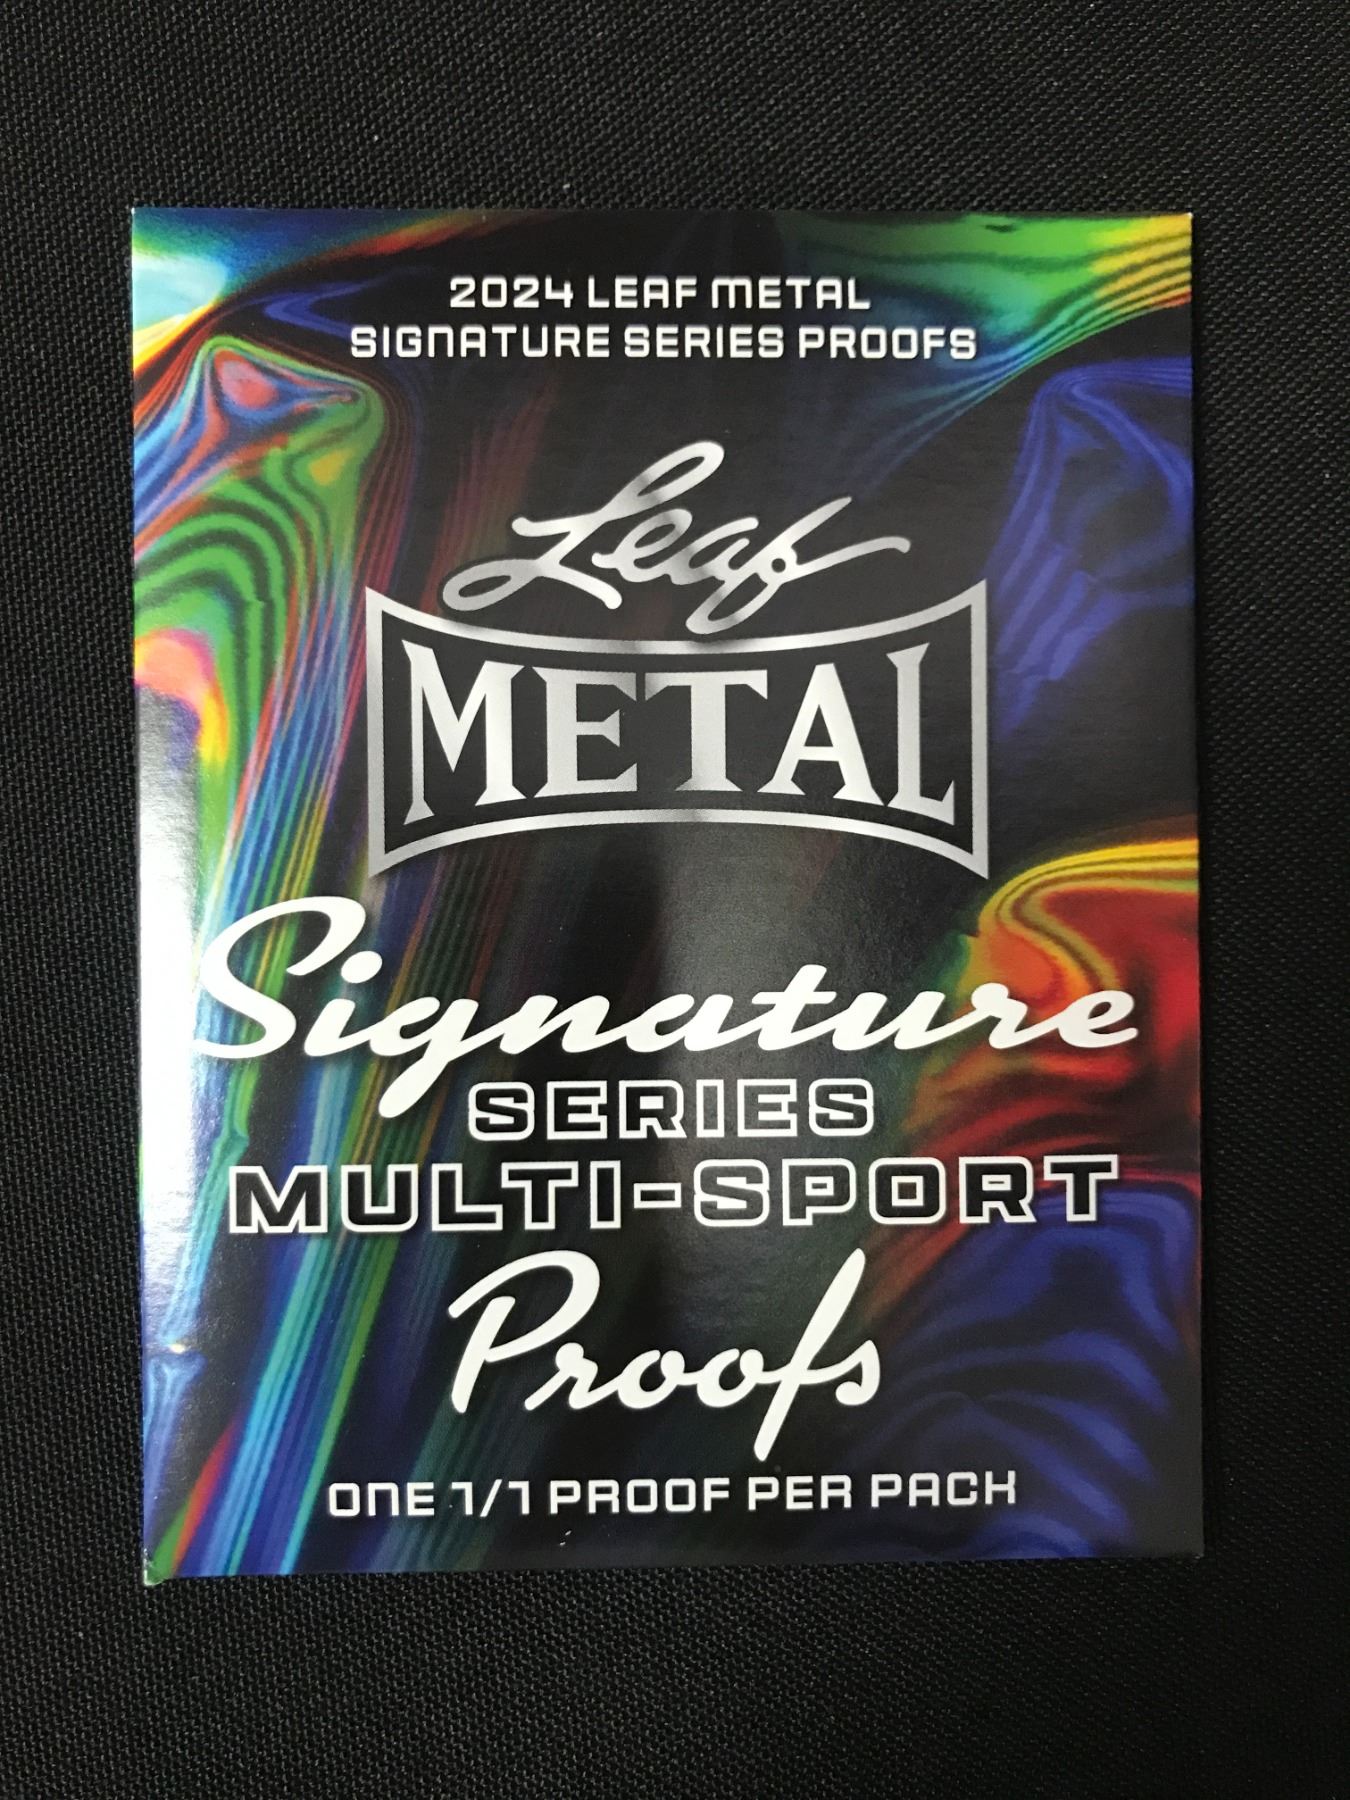 2024 LEAF METAL
SIGNATURE SERIES PROOFS
Leaf
METAL
Signature
SERIES
MULTI-SPORT
Proofs
ONE 1/1 PROOF PER PACK